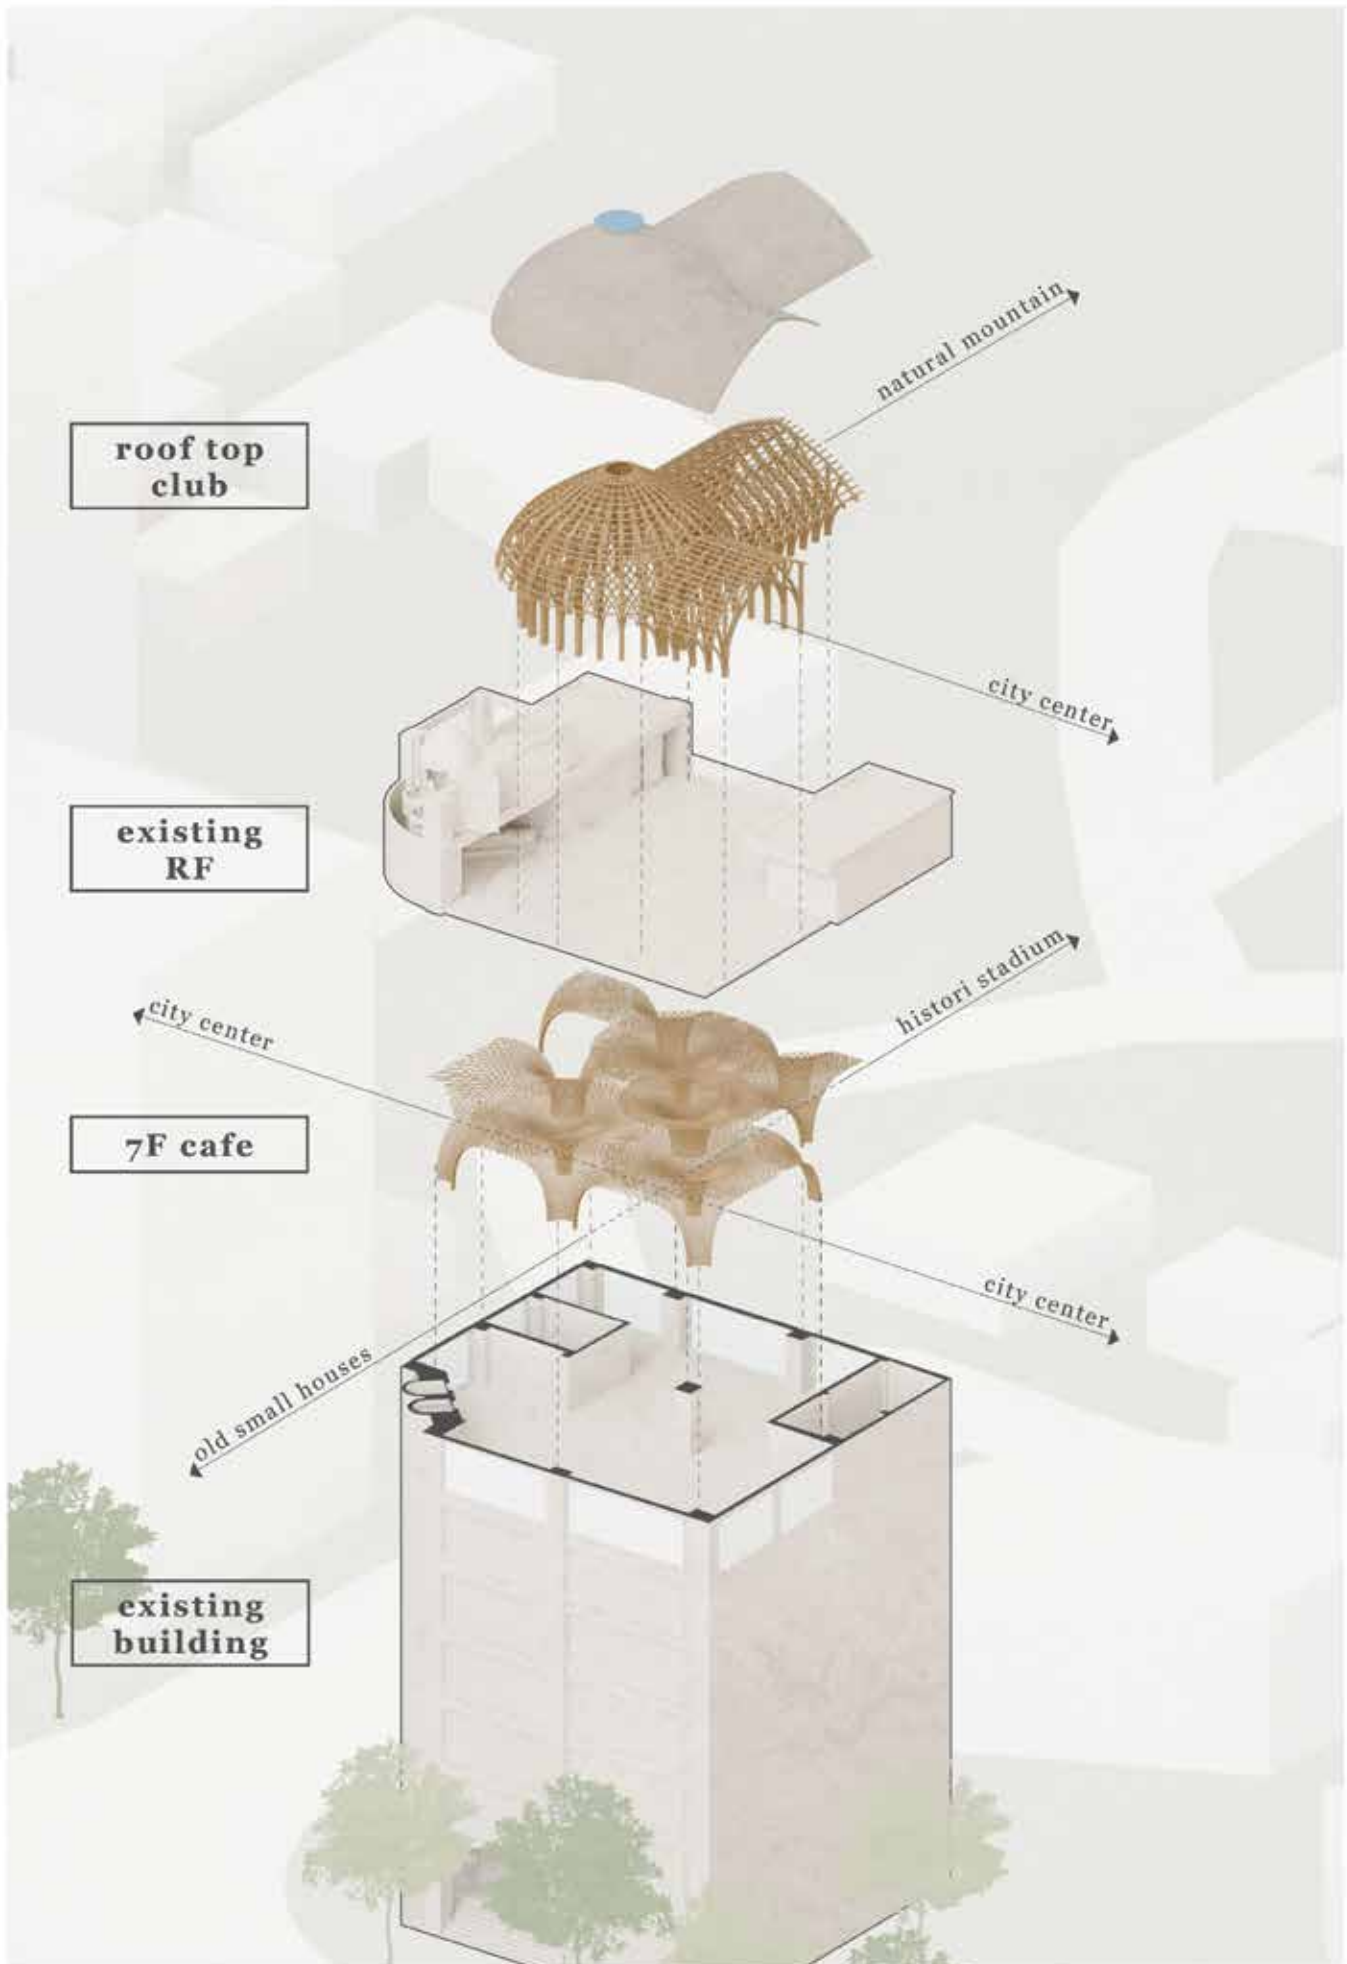 natural mountain
roof top
club
city center
existing
RF
histori stadium
city center
7F cafe
city center
old small houses
existing
building